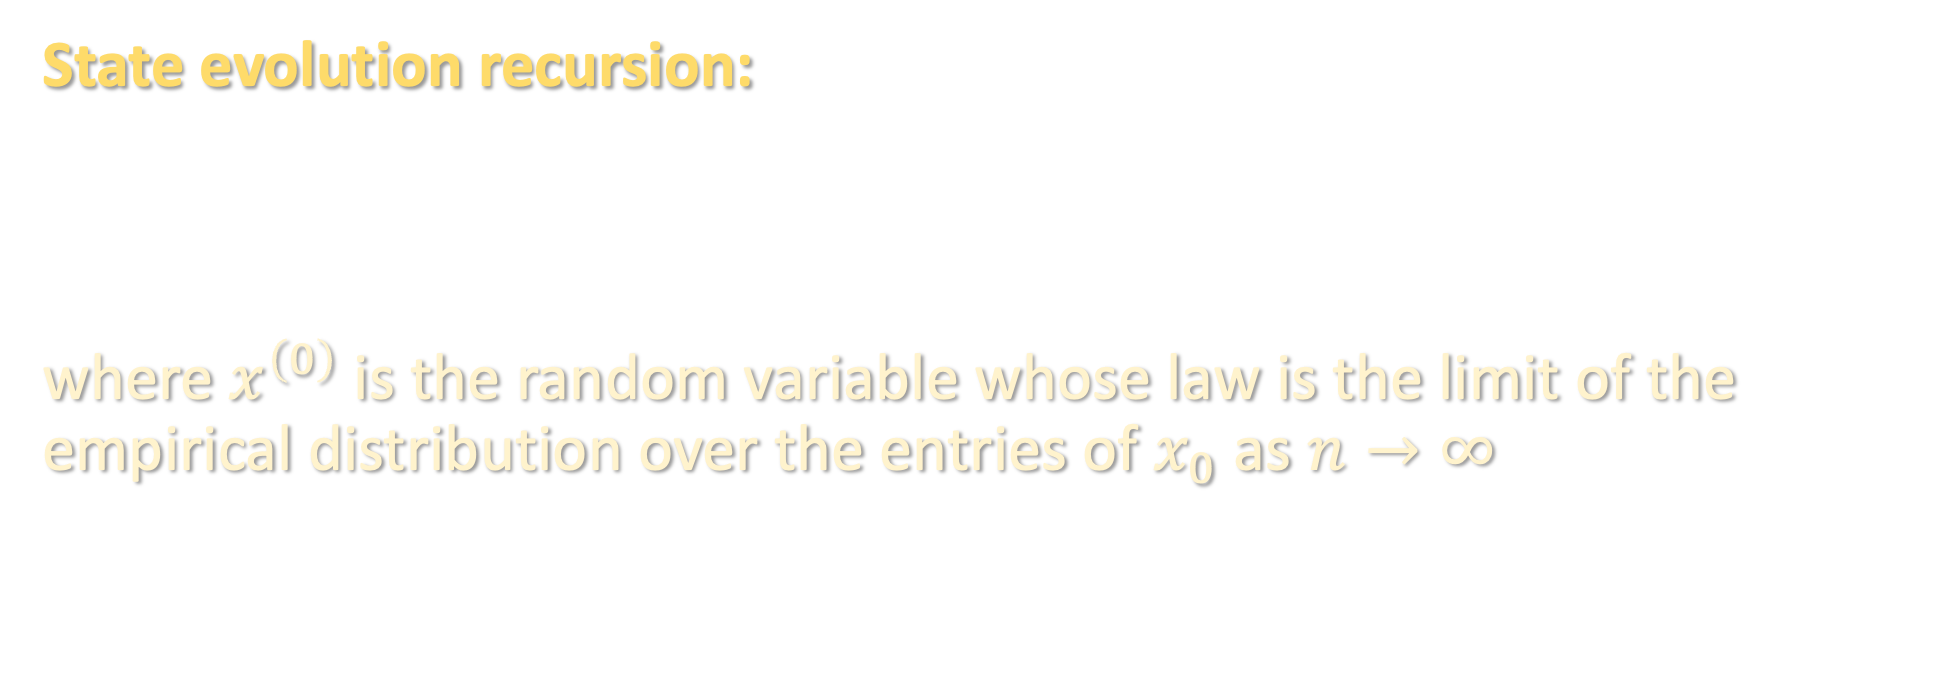 State evolution recursion:
where x^(0) is the random variable whose law is the limit of the
empirical distribution over the entries of x_0 as n → ∞